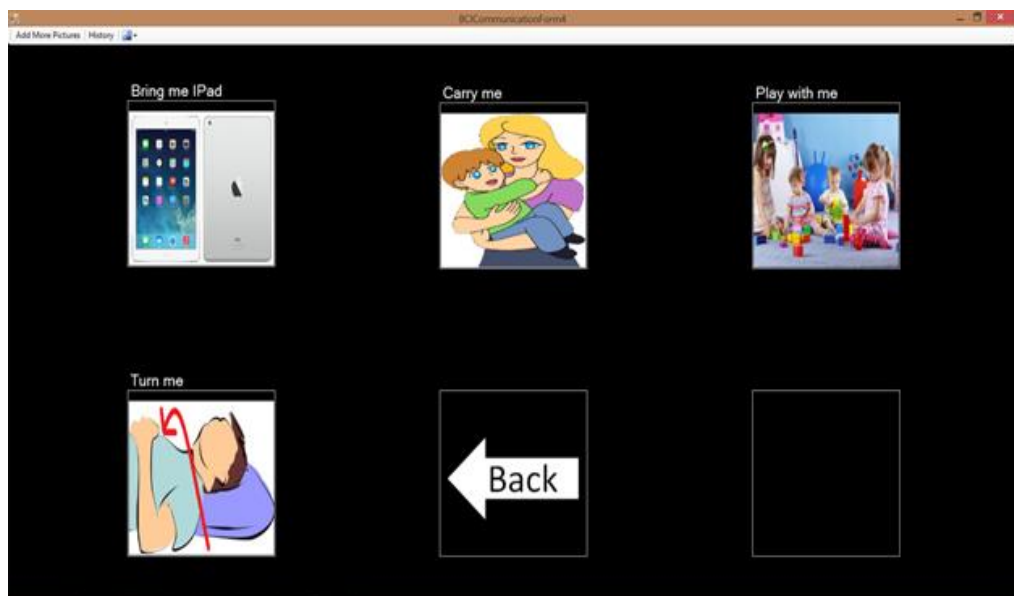 BCICommunicationForm4
Add More Pictures History
Bring me IPad
Carry me
Play with me
Turn me
Back